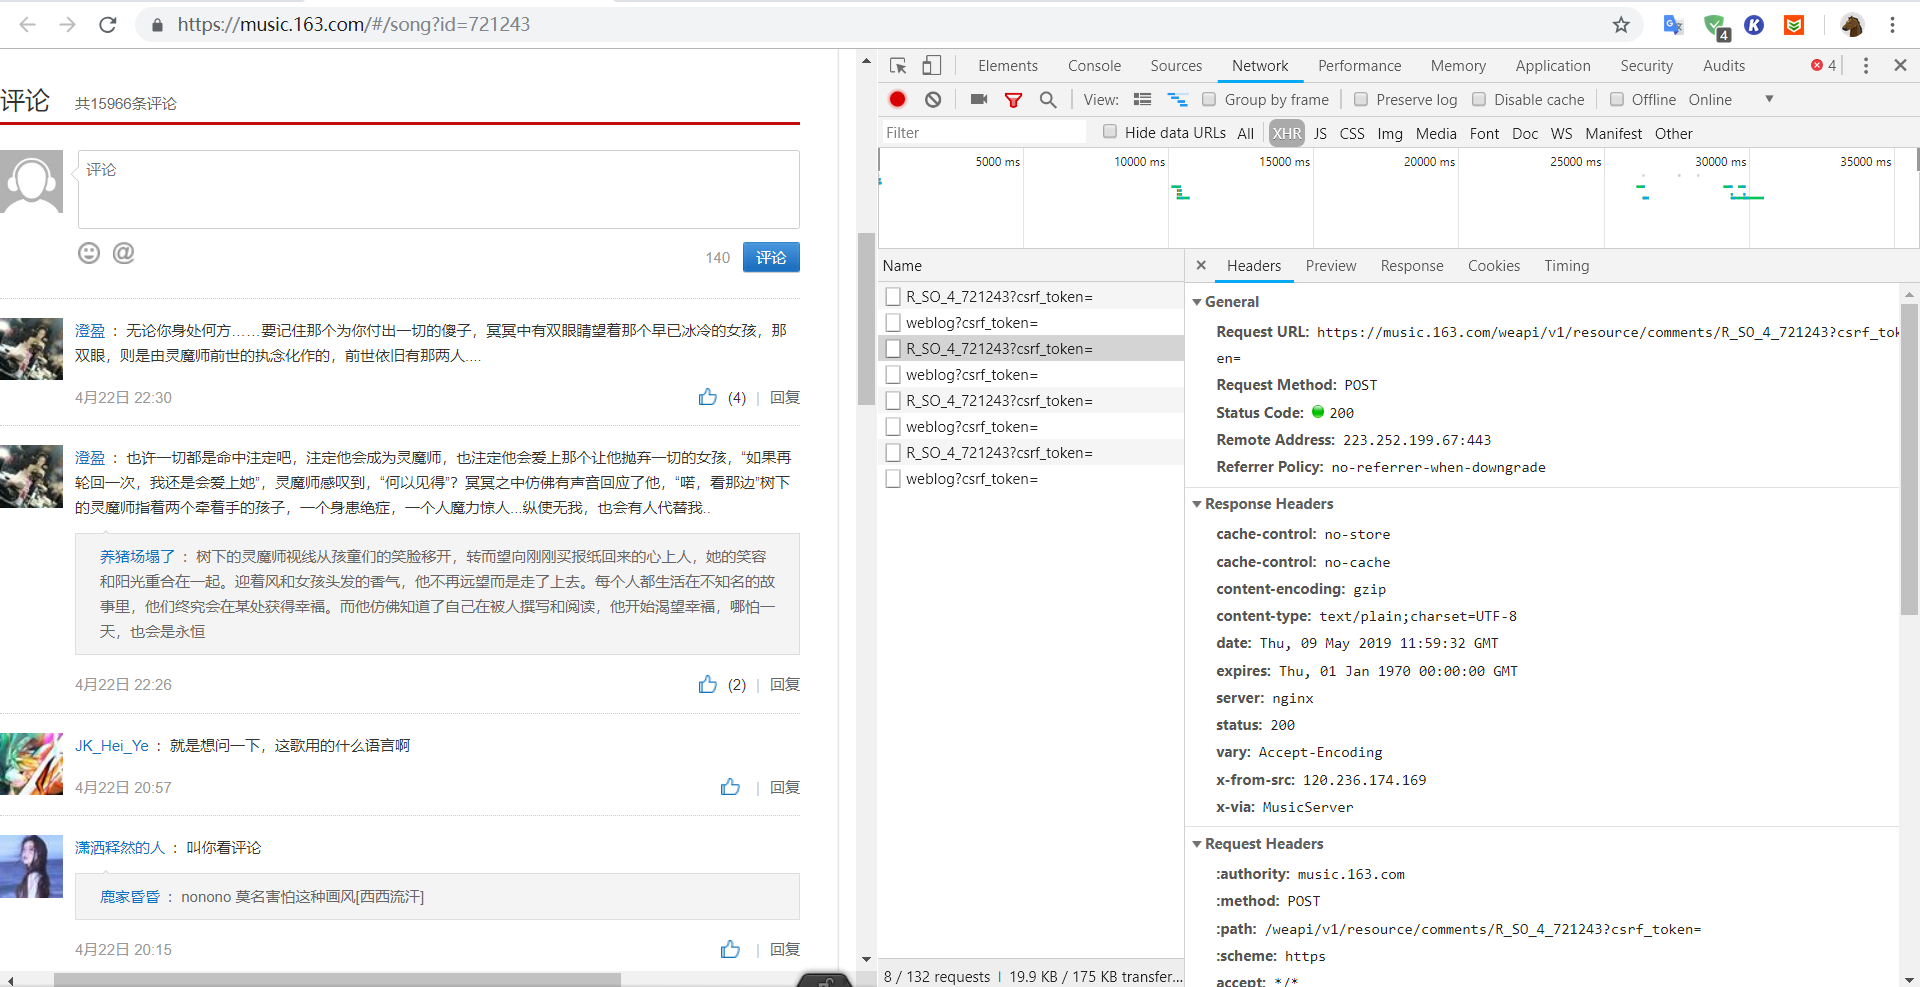 https://music.163.com/#/song?id=721243
4
评论 共15966条评论
评论
140 评论
澄盈 ： 无论你身处何方……要记住那个为你付出一切的傻子，冥冥中有双眼睛望着那个早已冰冷的女孩，那
双眼，则是由灵魔师前世的执念化作的，前世依旧有那两人....
4月22日 22:30 (4) | 回复
澄盈 ： 也许一切都是命中注定吧，注定他会成为灵魔师，也注定他会爱上那个让他抛弃一切的女孩，“如果再
轮回一次，我还是会爱上她”，灵魔师感叹到，“何以见得”？冥冥之中仿佛有声音回应了他，“喏，看那边”树下
的灵魔师指着两个牵着手的孩子，一个身患绝症，一个人魔力惊人...纵使无我，也会有人代替我..
养猪场塌了 ： 树下的灵魔师视线从孩童们的笑脸移开，转而望向刚刚买报纸回来的心上人，她的笑容
和阳光重合在一起。迎着风和女孩头发的香气，他不再远望而是走了上去。每个人都生活在不知名的故
事里，他们终究会在某处获得幸福。而他仿佛知道了自己在被人撰写和阅读，他开始渴望幸福，哪怕一
天，也会是永恒
4月22日 22:26 (2) | 回复
JK_Hei_Ye ： 就是想问一下，这歌用的什么语言啊
4月22日 20:57 | 回复
潇洒释然的人 ： 叫你看评论
鹿家昏昏 ： nonono 莫名害怕这种画风[西西流汗]
4月22日 20:15 | 回复
Elements Console Sources Network Performance Memory Application Security Audits 4
View: Group by frame Preserve log Disable cache Offline Online
Filter Hide data URLs All XHR JS CSS Img Media Font Doc WS Manifest Other
5000 ms 10000 ms 15000 ms 20000 ms 25000 ms 30000 ms 35000 ms
Name
R_SO_4_721243?csrf_token=
weblog?csrf_token=
R_SO_4_721243?csrf_token=
weblog?csrf_token=
R_SO_4_721243?csrf_token=
weblog?csrf_token=
R_SO_4_721243?csrf_token=
weblog?csrf_token=
8 / 132 requests | 19.9 KB / 175 KB transfer...
Headers Preview Response Cookies Timing
General
Request URL: https://music.163.com/weapi/v1/resource/comments/R_SO_4_721243?csrf_tok
en=
Request Method: POST
Status Code: 200
Remote Address: 223.252.199.67:443
Referrer Policy: no-referrer-when-downgrade
Response Headers
cache-control: no-store
cache-control: no-cache
content-encoding: gzip
content-type: text/plain;charset=UTF-8
date: Thu, 09 May 2019 11:59:32 GMT
expires: Thu, 01 Jan 1970 00:00:00 GMT
server: nginx
status: 200
vary: Accept-Encoding
x-from-src: 120.236.174.169
x-via: MusicServer
Request Headers
:authority: music.163.com
:method: POST
:path: /weapi/v1/resource/comments/R_SO_4_721243?csrf_token=
:scheme: https
accept: */*